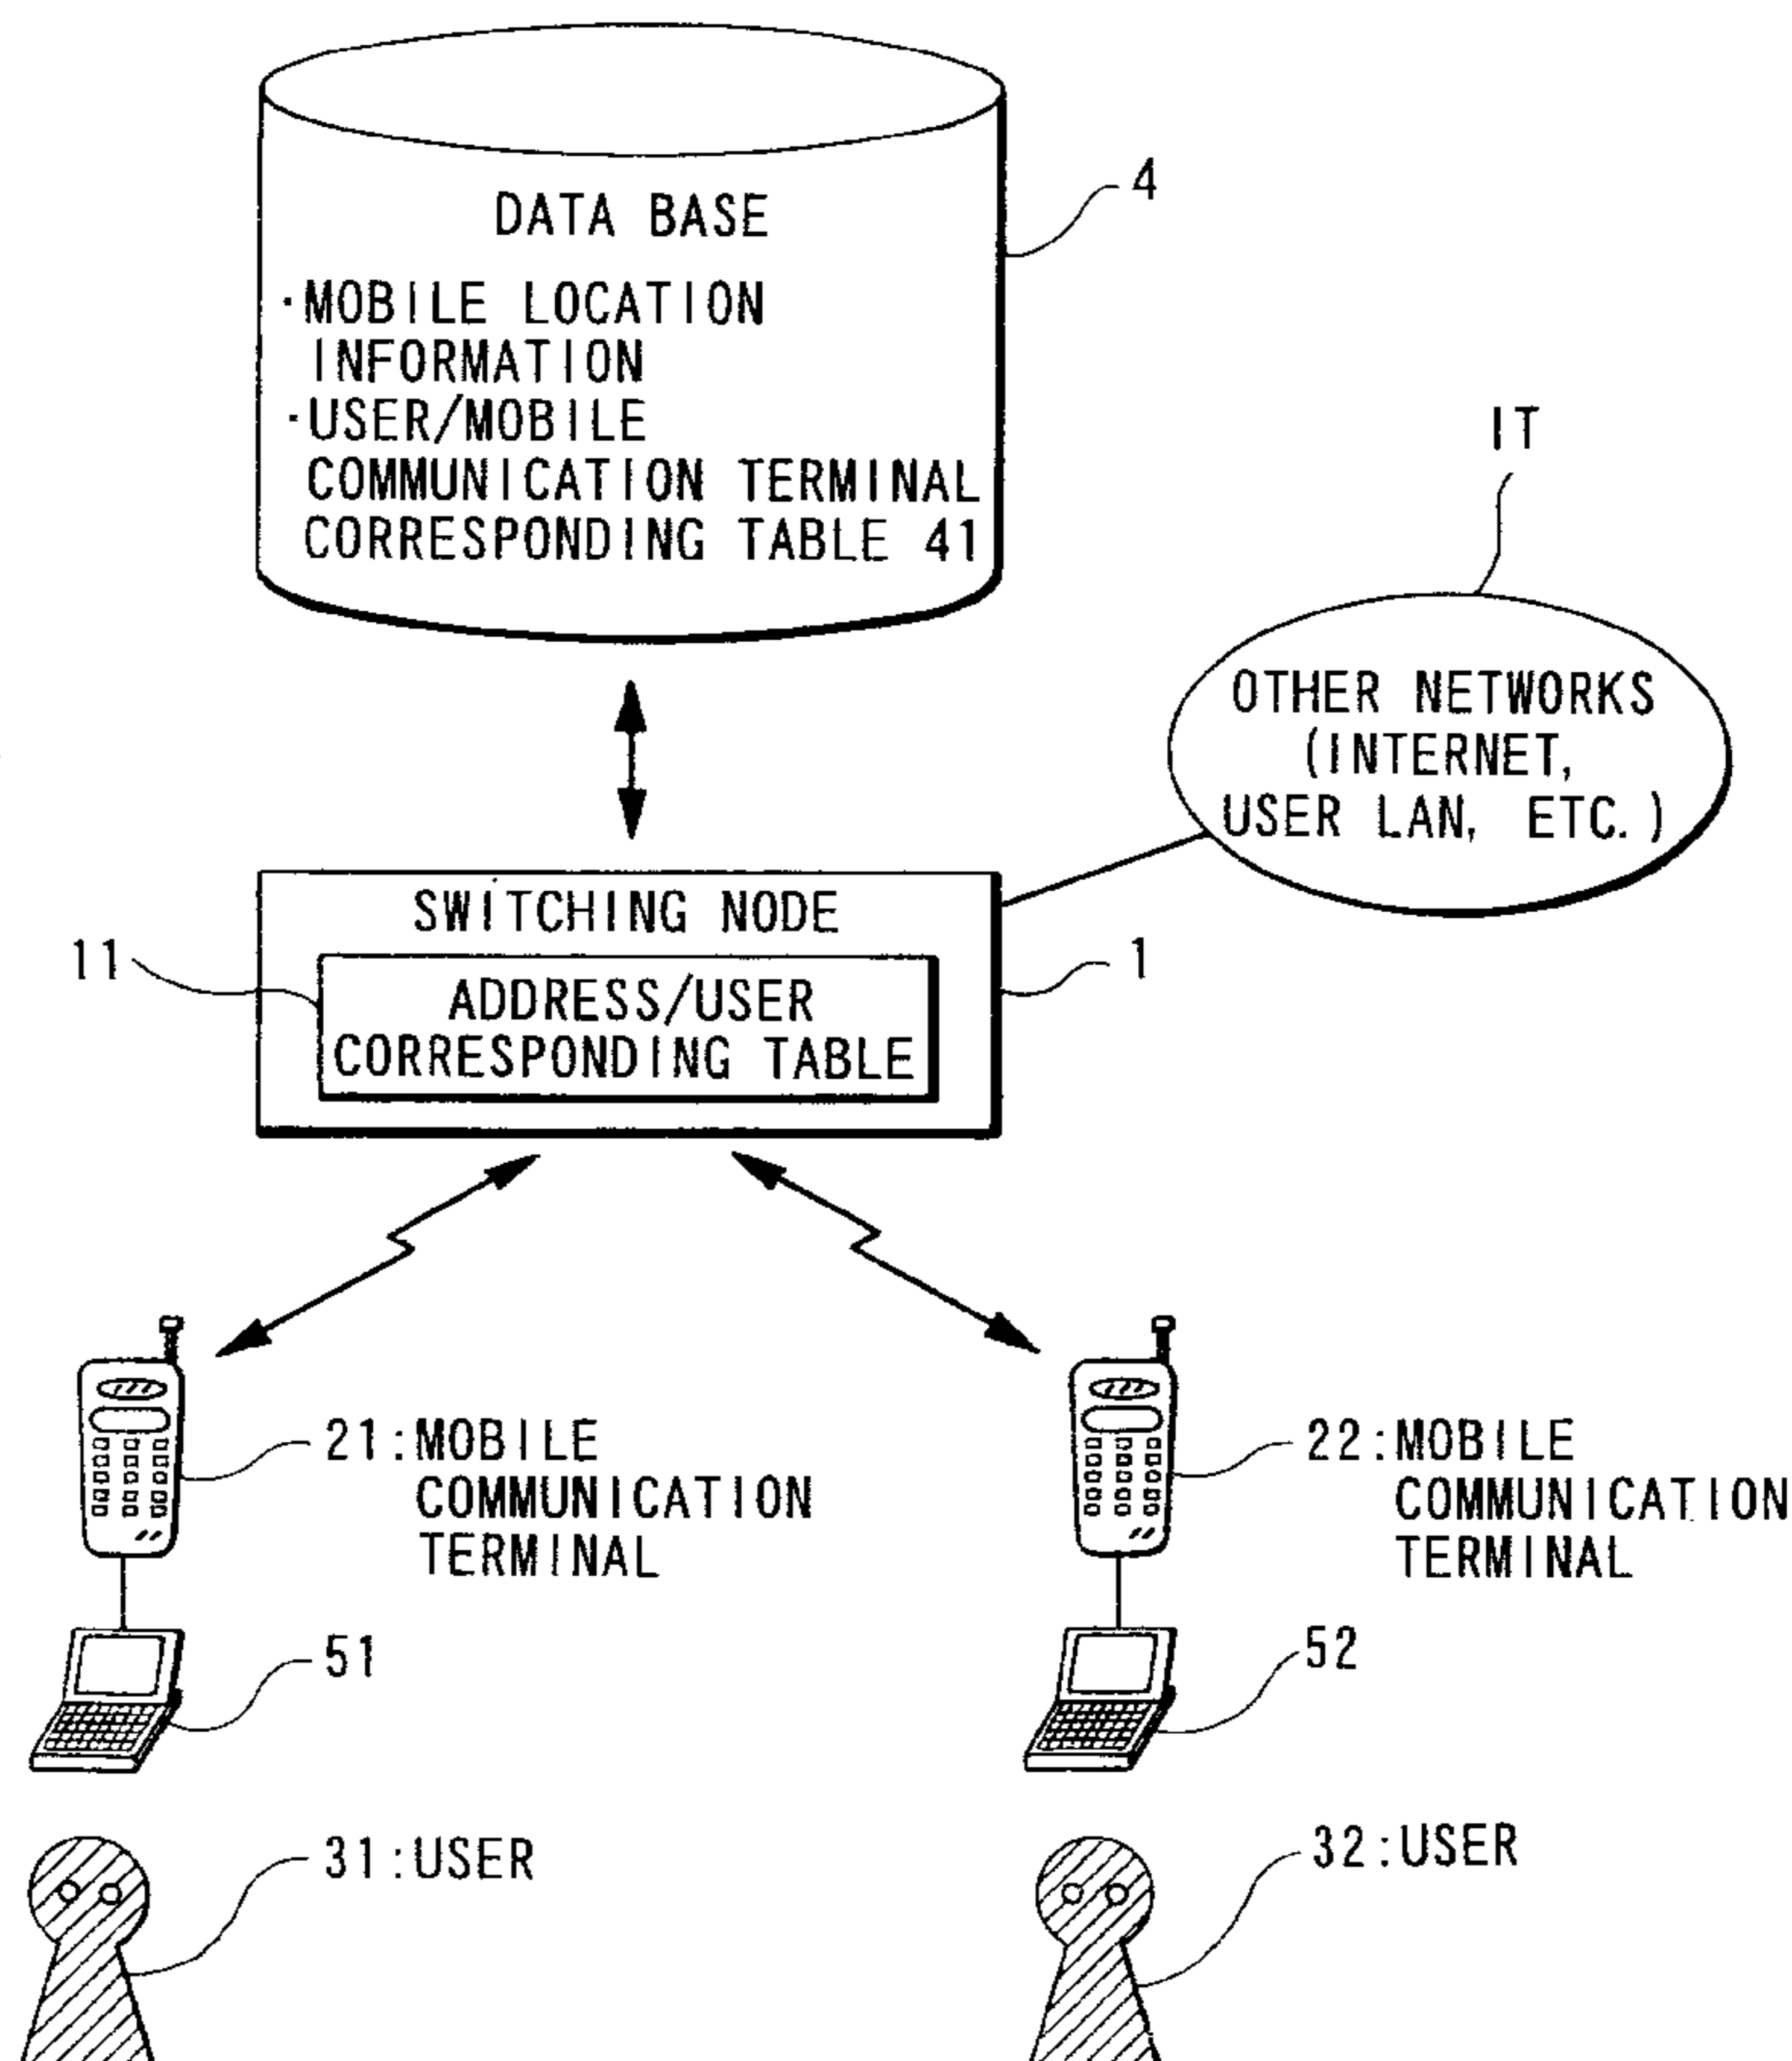 DATA BASE
4
·MOBILE LOCATION
INFORMATION
·USER/MOBILE
COMMUNICATION TERMINAL
CORRESPONDING TABLE 41
IT
OTHER NETWORKS
(INTERNET,
USER LAN, ETC.)
SWITCHING NODE
11
1
ADDRESS/USER
CORRESPONDING TABLE
21:MOBILE
COMMUNICATION
TERMINAL
22:MOBILE
COMMUNICATION
TERMINAL
51
52
31:USER
32:USER